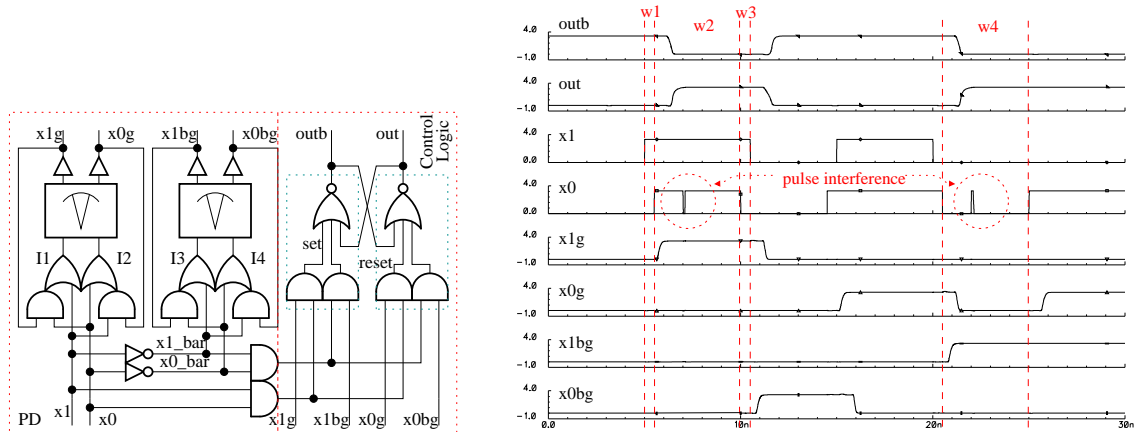 x1g x0g x1bg x0bg outb out
Control
Logic
I1 I2 I3 I4
set
reset
x1_bar
x0_bar
PD x1 x0 x1g x1bg x0g x0bg
w1 w2 w3 w4
outb
4.0
-1.0
out
4.0
-1.0
x1
4.0
0.0
x0
pulse interference
4.0
0.0
x1g
4.0
-1.0
x0g
4.0
-1.0
x1bg
4.0
-1.0
x0bg
4.0
-1.0
0.0 10n 20n 30n